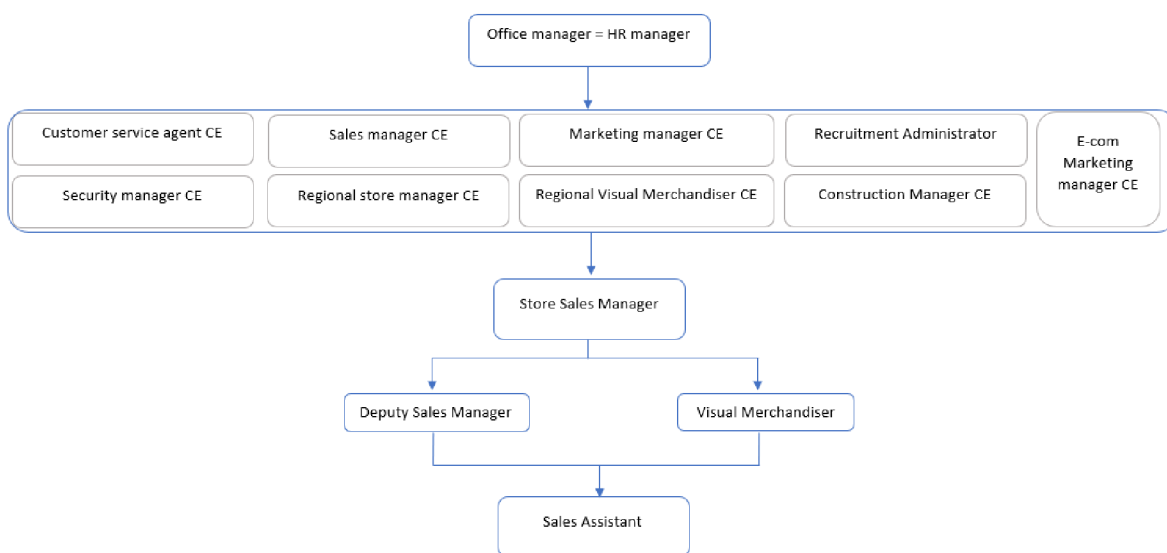 Office manager = HR manager
Customer service agent CE
Sales manager CE
Marketing manager CE
Recruitment Administrator
E-com
Marketing
manager CE
Security manager CE
Regional store manager CE
Regional Visual Merchandiser CE
Construction Manager CE
Store Sales Manager
Deputy Sales Manager
Visual Merchandiser
Sales Assistant